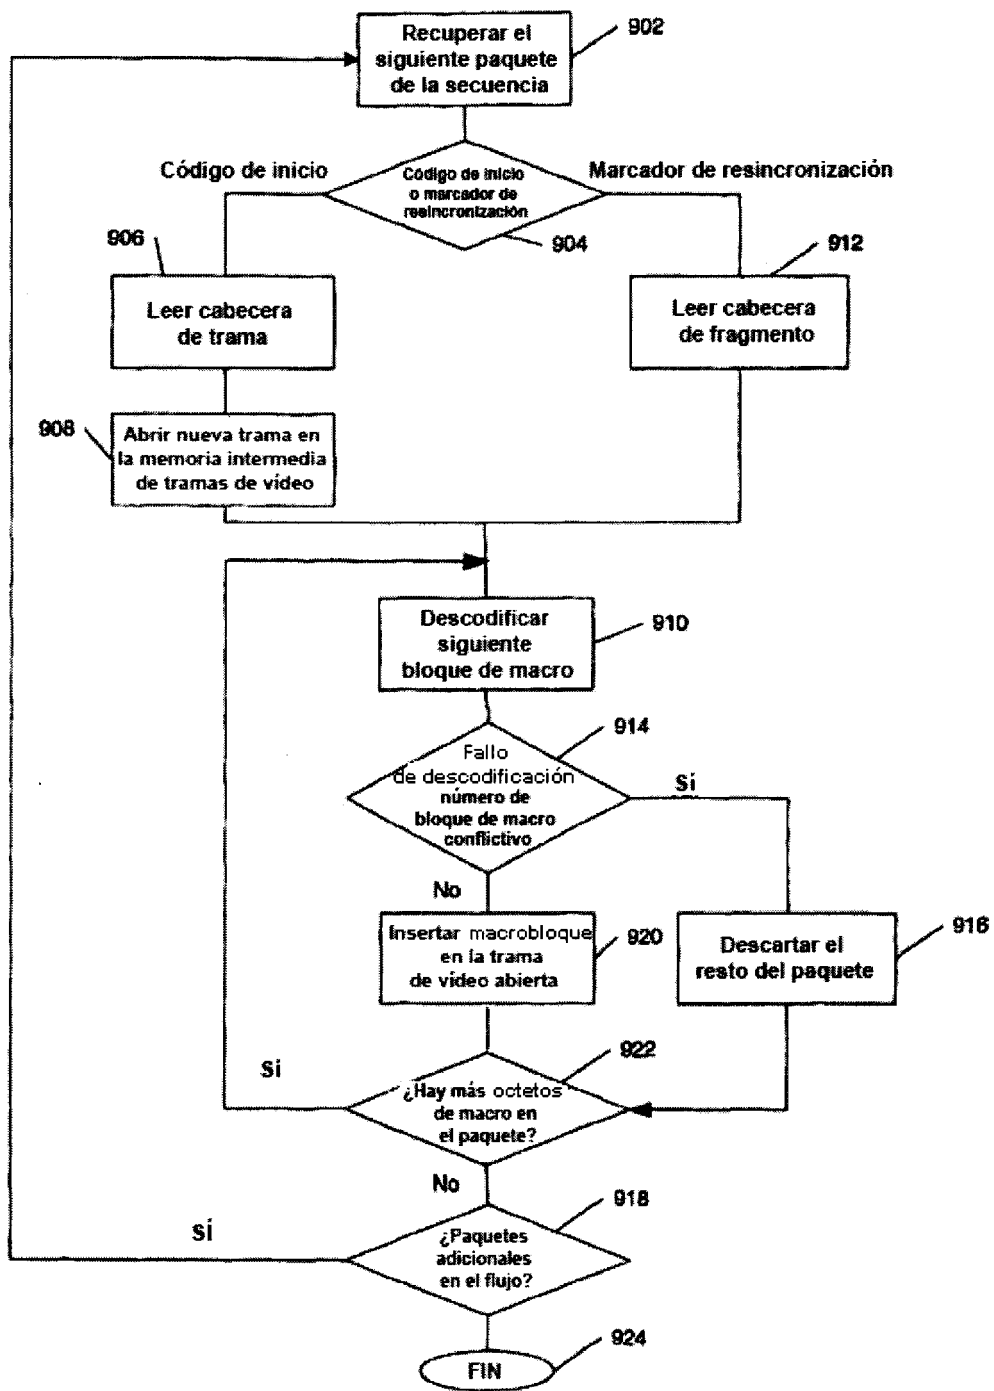 Recuperar el
siguiente paquete
de la secuencia
902
Código de inicio
Código de inicio
o marcador de
resincronización
Marcador de resincronización
904
906
912
Leer cabecera
de trama
Leer cabecera
de fragmento
908
Abrir nueva trama en
la memoria intermedia
de tramas de vídeo
Descodificar
siguiente
bloque de macro
910
914
Fallo
de descodificación
número de
bloque de macro
conflictivo
Sí
No
Insertar macrobloque
en la trama
de vídeo abierta
920
Descartar el
resto del paquete
916
922
Sí
¿Hay más octetos
de macro en
el paquete?
No
918
SÍ
¿Paquetes
adicionales
en el flujo?
924
FIN